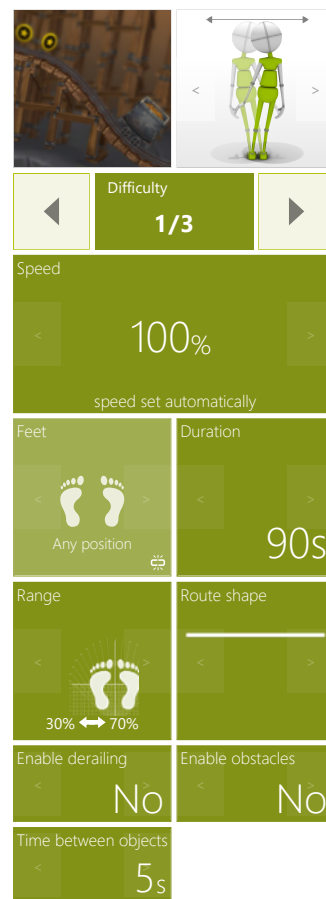 Difficulty
1/3
Speed
100%
speed set automatically
Feet
Any position
Duration
90s
Range
30% 70%
Route shape
Enable derailing
No
Enable obstacles
No
Time between objects
5s